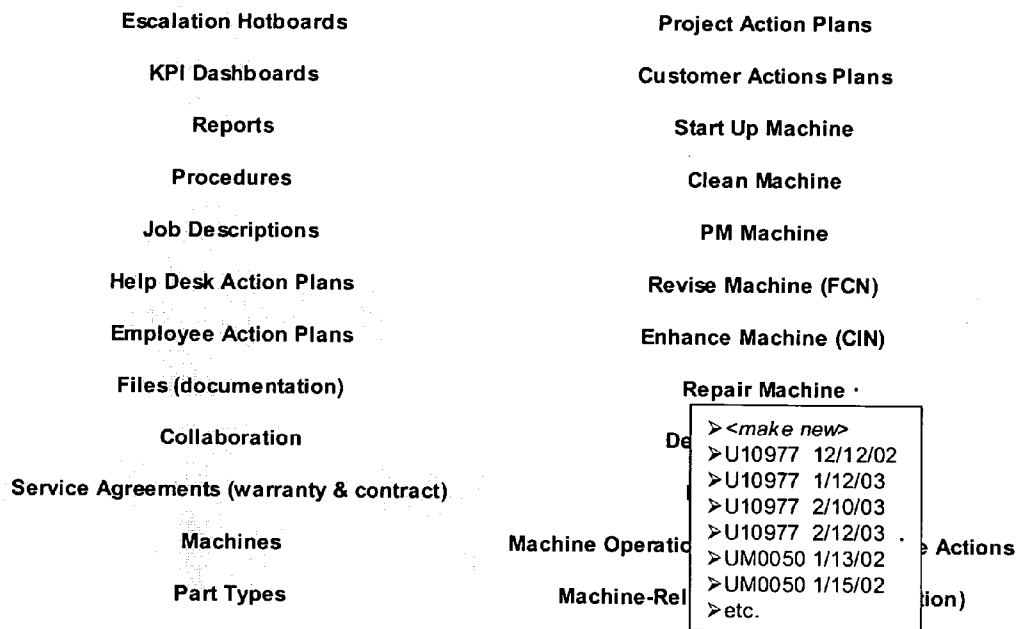 Escalation Hotboards
KPI Dashboards
Reports
Procedures
Job Descriptions
Help Desk Action Plans
Employee Action Plans
Files (documentation)
Collaboration
Service Agreements (warranty & contract)
Machines
Part Types
Project Action Plans
Customer Actions Plans
Start Up Machine
Clean Machine
PM Machine
Revise Machine (FCN)
Enhance Machine (CIN)
Repair Machine
➢<make new>
➢U10977 12/12/02
➢U10977 1/12/03
➢U10977 2/10/03
➢U10977 2/12/03
➢UM0050 1/13/02
➢UM0050 1/15/02
➢etc.
Machine Actions